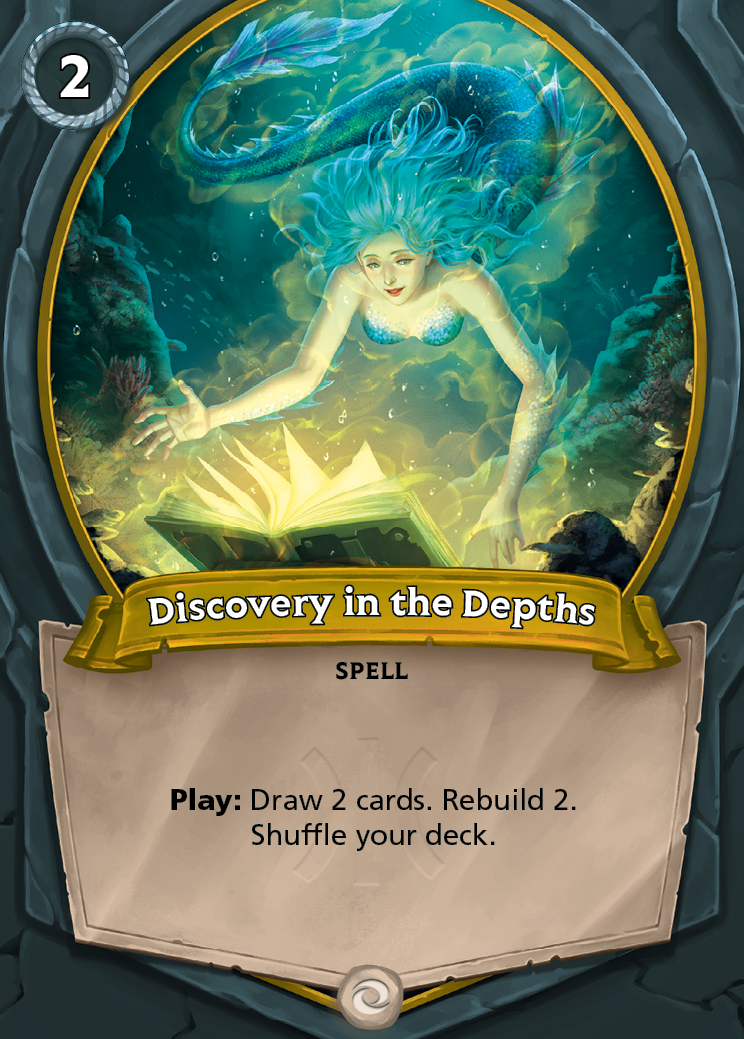 2
Discovery in the Depths
SPELL
Play: Draw 2 cards. Rebuild 2.
Shuffle your deck.